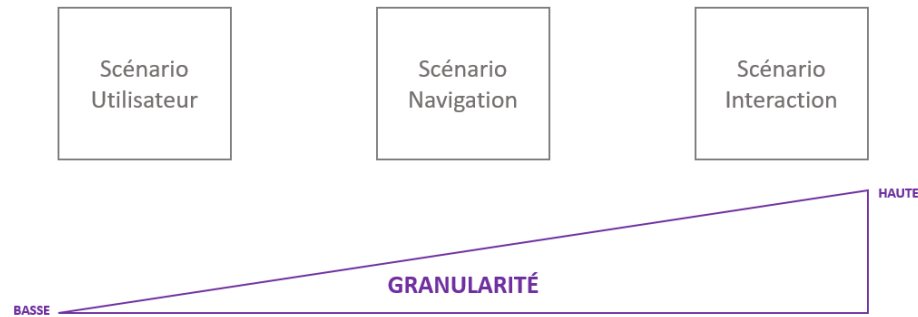 Scénario
Utilisateur
Scénario
Navigation
Scénario
Interaction
HAUTE
GRANULARITÉ
BASSE